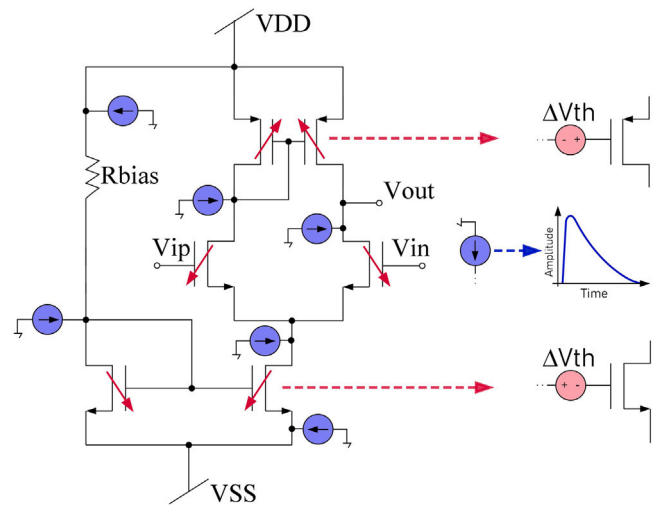 VDD
ΔVth
- +
Rbias
Vout
Vip
Vin
Amplitude
Time
ΔVth
+ -
VSS